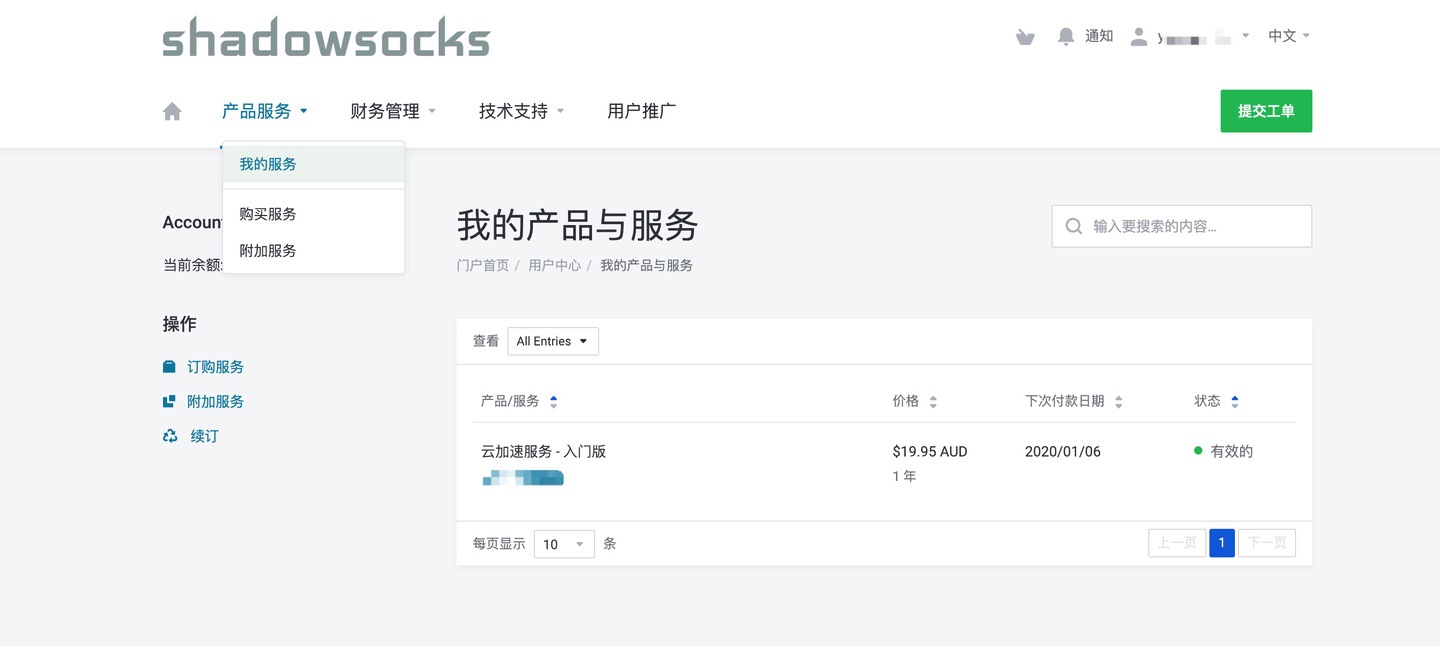 shadowsocks
通知
中文
产品服务
财务管理
技术支持
用户推广
提交工单
我的服务
购买服务
附加服务
当前余额:
操作
订购服务
附加服务
续订
我的产品与服务
门户首页 / 用户中心 / 我的产品与服务
输入要搜索的内容...
查看 All Entries
产品/服务 价格 下次付款日期 状态
云加速服务 - 入门版 $19.95 AUD 2020/01/06 有效的
1 年
每页显示 10 条
上一页 1 下一页